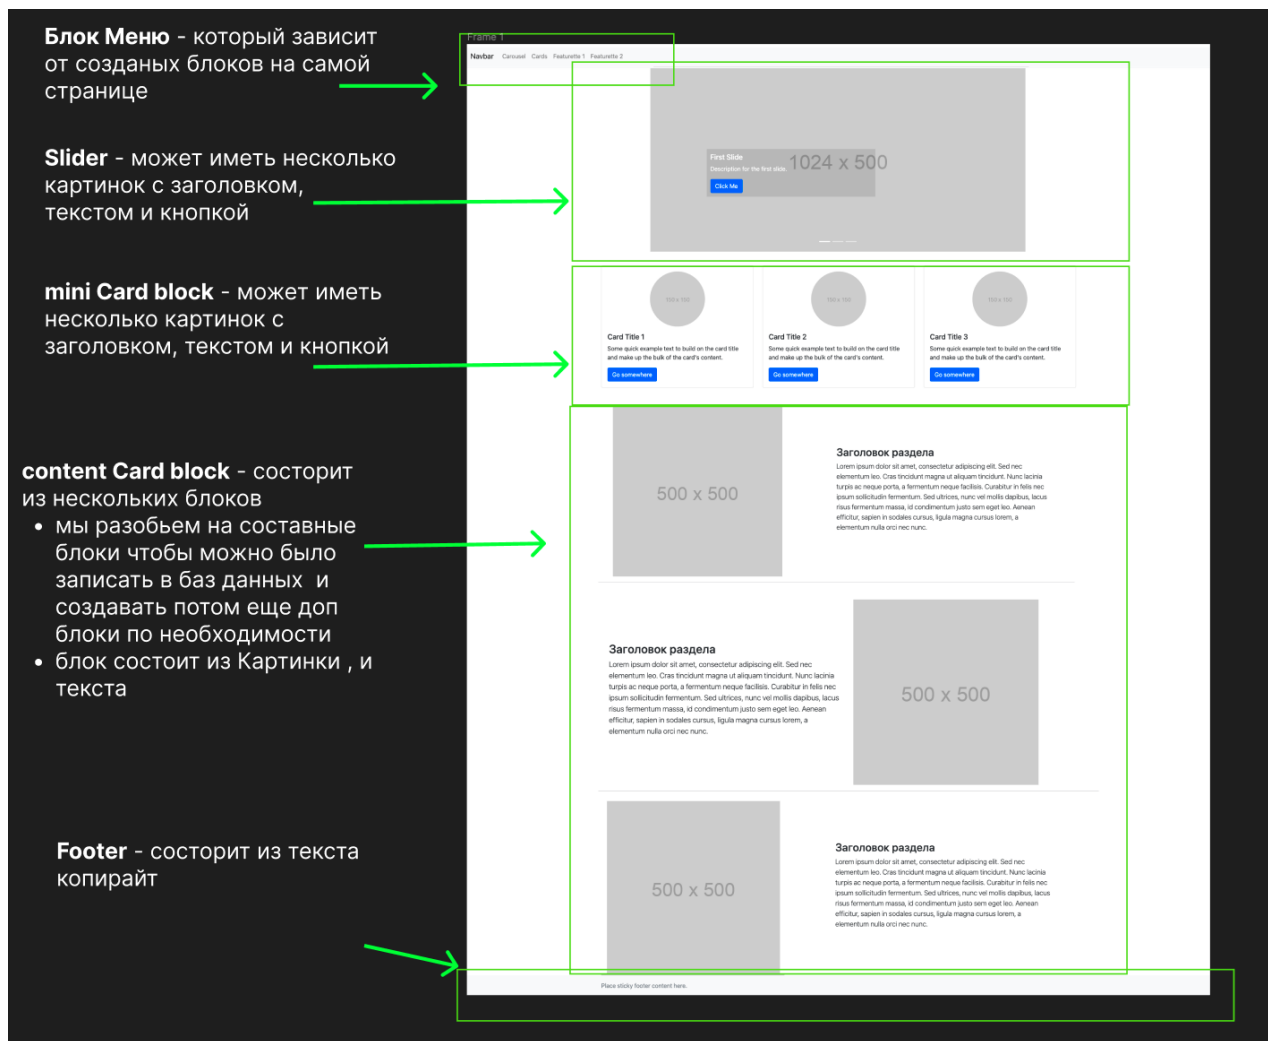 Блок Меню - который зависит
от созданых блоков на самой
странице
Slider - может иметь несколько
картинок с заголовком,
текстом и кнопкой
mini Card block - может иметь
несколько картинок с
заголовком, текстом и кнопкой
content Card block - состорит
из нескольких блоков
• мы разобьем на составные
блоки чтобы можно было
записать в баз данных и
создавать потом еще доп
блоки по необходимости
• блок состоит из Картинки , и
текста
Footer - состорит из текста
копирайт
Frame 1
Navbar Carousel Cards Featurette 1 Featurette 2
First Slide
Description for the first slide.
Click Me
1024 x 500
150 x 150
Card Title 1
Some quick example text to build on the card title
and make up the bulk of the card's content.
Go somewhere
150 x 150
Card Title 2
Some quick example text to build on the card title
and make up the bulk of the card's content.
Go somewhere
150 x 150
Card Title 3
Some quick example text to build on the card title
and make up the bulk of the card's content.
Go somewhere
500 x 500
Заголовок раздела
Lorem ipsum dolor sit amet, consectetur adipiscing elit. Sed nec
elementum leo. Cras tincidunt magna ut aliquam tincidunt. Nunc lacinia
turpis ac neque porta, a fermentum neque facilisis. Curabitur in felis nec
ipsum sollicitudin fermentum. Sed ultrices, nunc vel mollis dapibus, lacus
risus fermentum massa, id condimentum justo sem eget leo. Aenean
efficitur, sapien in sodales cursus, ligula magna cursus lorem, a
elementum nulla orci nec nunc.
Заголовок раздела
Lorem ipsum dolor sit amet, consectetur adipiscing elit. Sed nec
elementum leo. Cras tincidunt magna ut aliquam tincidunt. Nunc lacinia
turpis ac neque porta, a fermentum neque facilisis. Curabitur in felis nec
ipsum sollicitudin fermentum. Sed ultrices, nunc vel mollis dapibus, lacus
risus fermentum massa, id condimentum justo sem eget leo. Aenean
efficitur, sapien in sodales cursus, ligula magna cursus lorem, a
elementum nulla orci nec nunc.
500 x 500
500 x 500
Заголовок раздела
Lorem ipsum dolor sit amet, consectetur adipiscing elit. Sed nec
elementum leo. Cras tincidunt magna ut aliquam tincidunt. Nunc lacinia
turpis ac neque porta, a fermentum neque facilisis. Curabitur in felis nec
ipsum sollicitudin fermentum. Sed ultrices, nunc vel mollis dapibus, lacus
risus fermentum massa, id condimentum justo sem eget leo. Aenean
efficitur, sapien in sodales cursus, ligula magna cursus lorem, a
elementum nulla orci nec nunc.
Place sticky footer content here.